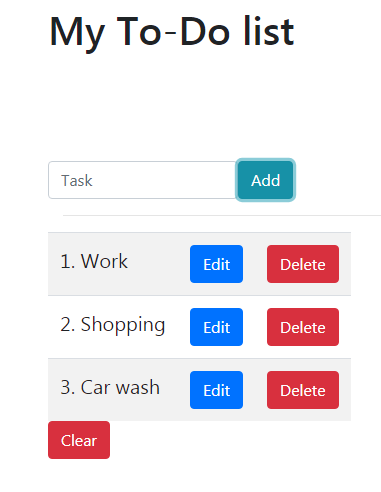 My To-Do list
Task Add
1. Work Edit Delete
2. Shopping Edit Delete
3. Car wash Edit Delete
Clear